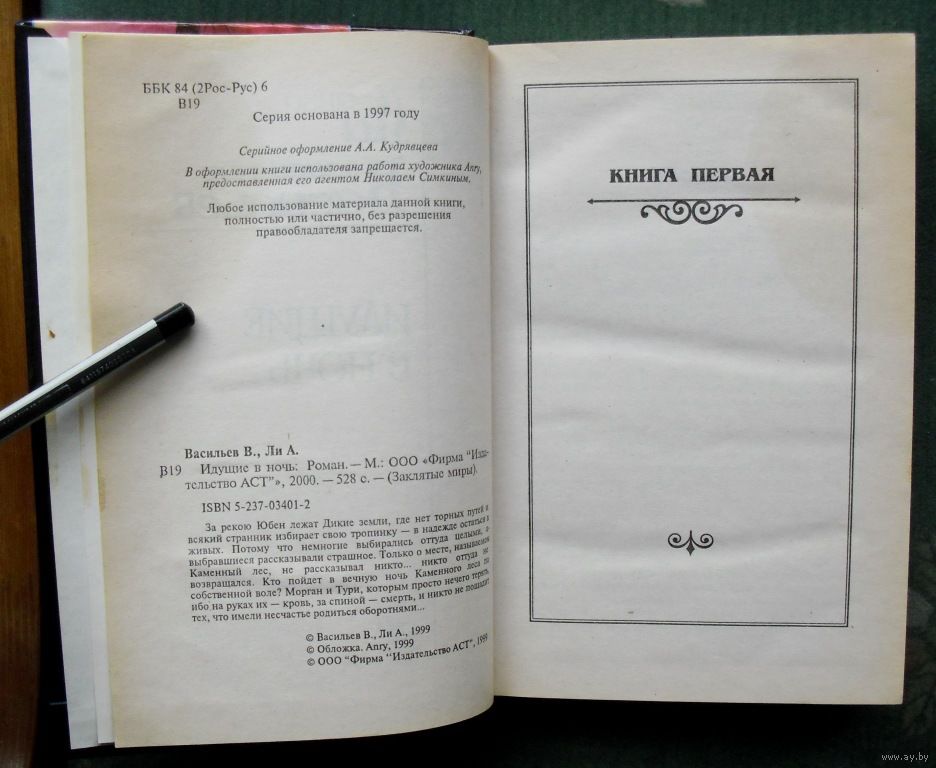 ББК 84 (2Рос-Рус) 6
В19
Серия основана в 1997 году
Серийное оформление А.А. Кудрявцева
В оформлении книги использована работа художника Anry,
предоставленная его агентом Николаем Симкиным.
Любое использование материала данной книги,
полностью или частично, без разрешения
правообладателя запрещается.
Васильев В., Ли А.
В19 Идущие в ночь: Роман. — М.: ООО «Фирма “Изда-
тельство АСТ”», 2000. — 528 с. — (Заклятые миры).
ISBN 5-237-03401-2
За рекою Юбен лежат Дикие земли, где нет торных путей и
всякий странник избирает свою тропинку — в надежде остаться в
живых. Потому что немногие выбирались оттуда целыми, а
выбравшиеся рассказывали страшное. Только о месте, называемом
Каменный лес, не рассказывал никто... никто оттуда не
возвращался. Кто пойдет в вечную ночь Каменного леса по
собственной воле? Морган и Тури, которым просто нечего терять,
ибо на руках их — кровь, за спиной — смерть, и никто не пощадит
тех, что имели несчастье родиться оборотнями...
© Васильев В., Ли А., 1999
© Обложка. Anry, 1999
© ООО “Фирма “Издательство АСТ”, 1999
КНИГА ПЕРВАЯ
www.ay.by